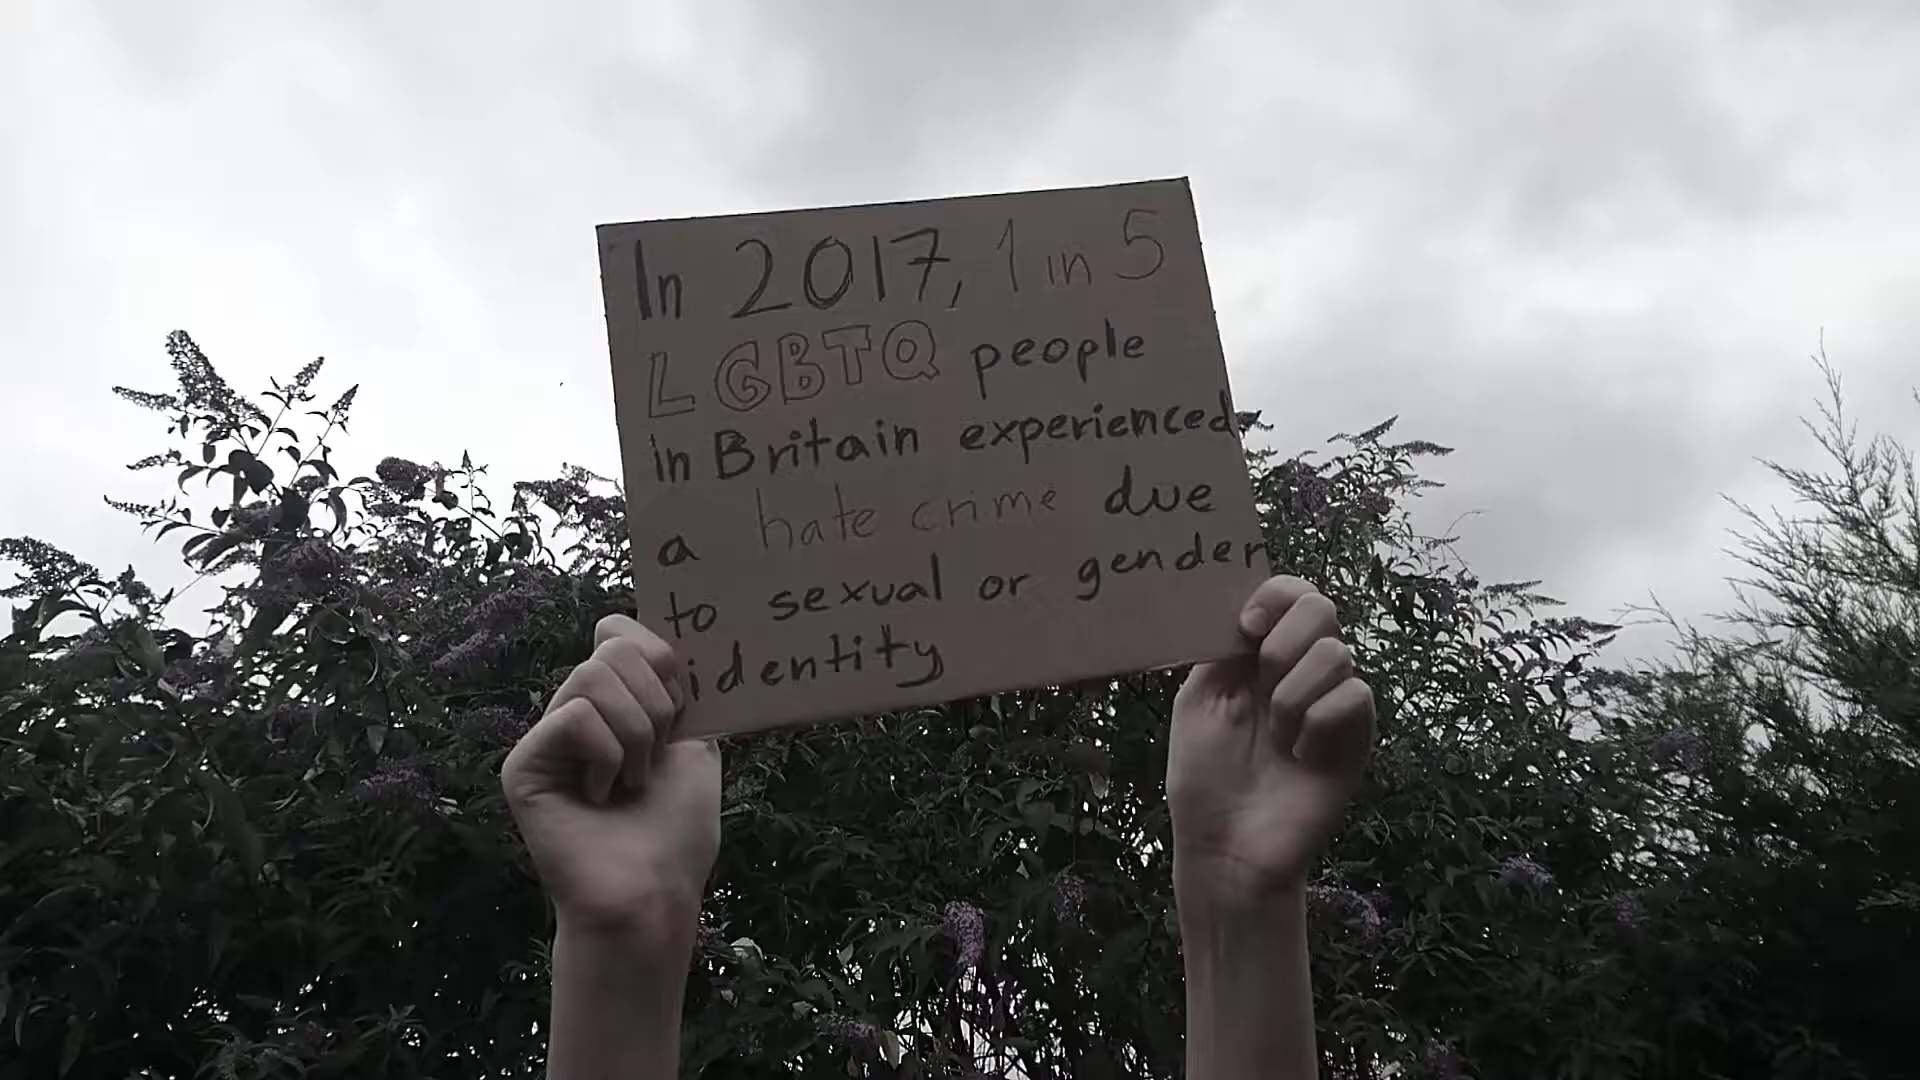 In 2017, 1 in 5
LGBTQ people
in Britain experienced
a hate crime due
to sexual or gender
identity